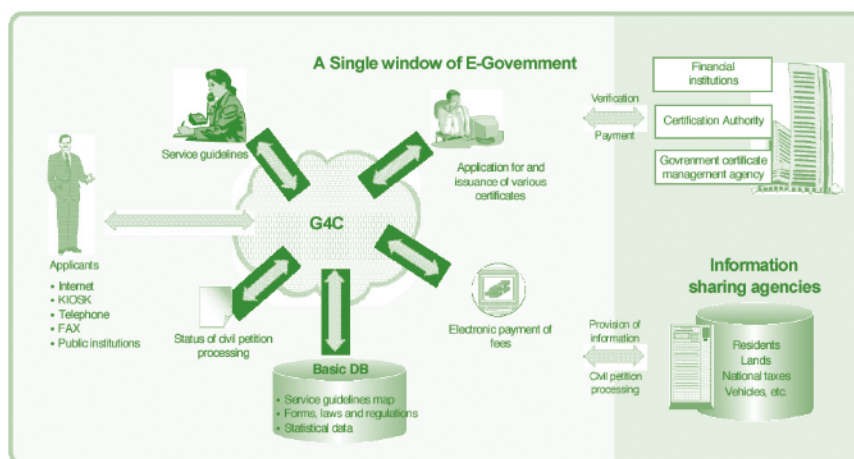 A Single window of E-Government
Service guidelines
Application for and
issuance of various
certificates
G4C
Applicants
• Internet
• KIOSK
• Telephone
• FAX
• Public institutions
Status of civil petition
processing
Electronic payment of
fees
Basic DB
• Service guidelines map
• Forms, laws and regulations
• Statistical data
Verification
Payment
Financial
institutions
Certification Authority
Govrenment certificate
management agency
Information
sharing agencies
Provision of
information
Civil petition
processing
Residents
Lands
National taxes
Vehicles, etc.